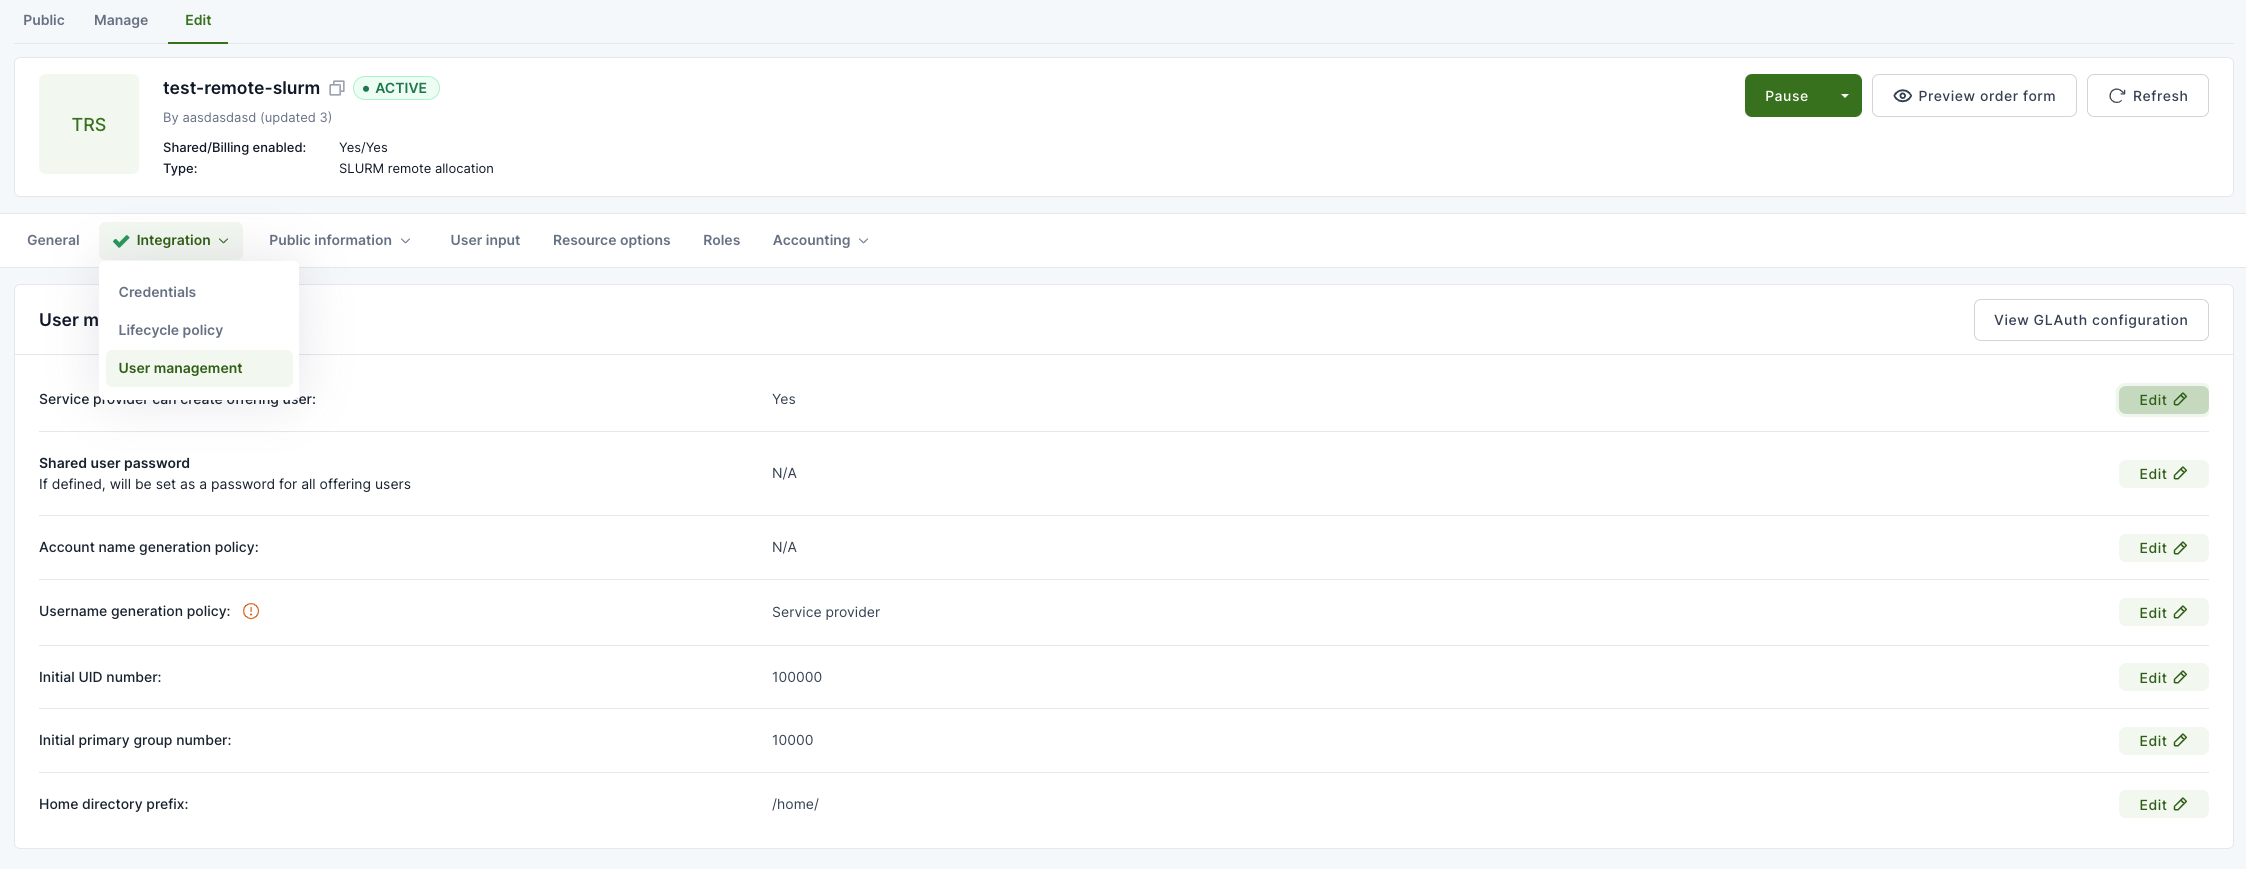 Public
Manage
Edit
TRS
test-remote-slurm
ACTIVE
By aasdasdasd (updated 3)
Shared/Billing enabled: Yes/Yes
Type: SLURM remote allocation
Pause
Preview order form
Refresh
General
Integration
Public information
User input
Resource options
Roles
Accounting
Credentials
Lifecycle policy
User management
User m
View GLAuth configuration
Service provider can create offering user: Yes Edit
Shared user password
If defined, will be set as a password for all offering users
N/A Edit
Account name generation policy: N/A Edit
Username generation policy: Service provider Edit
Initial UID number: 100000 Edit
Initial primary group number: 10000 Edit
Home directory prefix: /home/ Edit